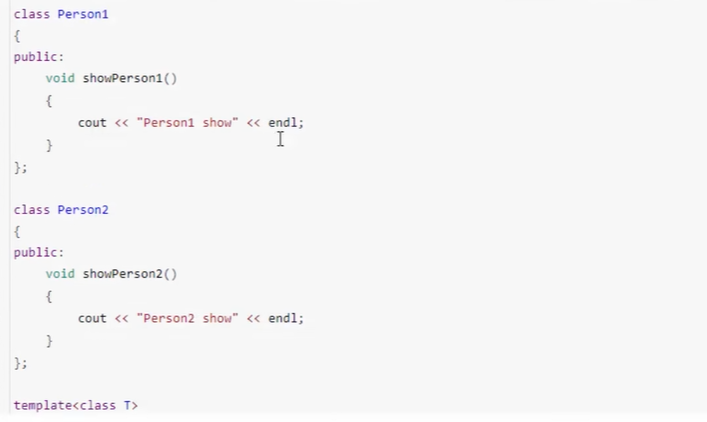 class Person1
{
public:
void showPerson1()
{
cout << "Person1 show" << endl;
}
};
class Person2
{
public:
void showPerson2()
{
cout << "Person2 show" << endl;
}
};
template<class T>